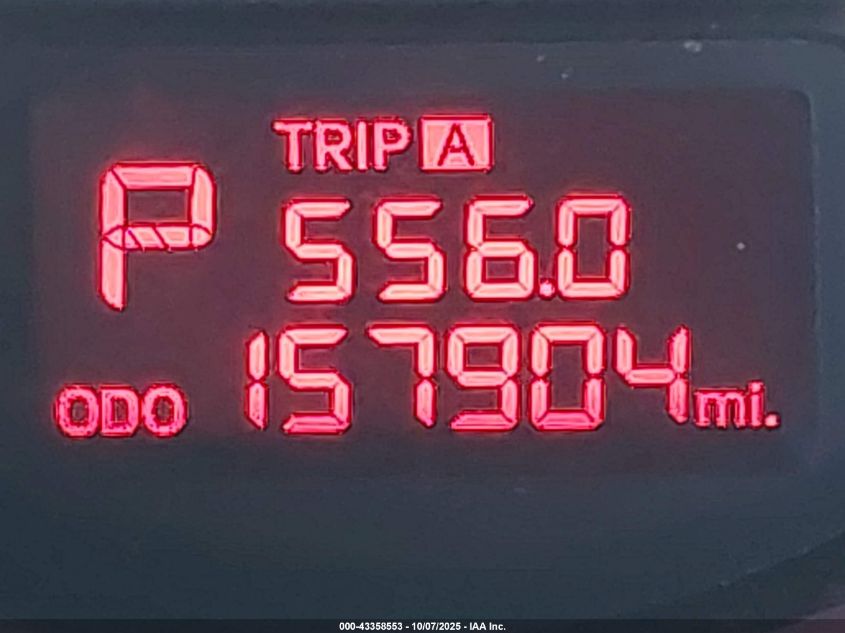 TRIP A
P 556.0
ODO 157904 mi.
000-43358553 - 10/07/2025 - IAA Inc.